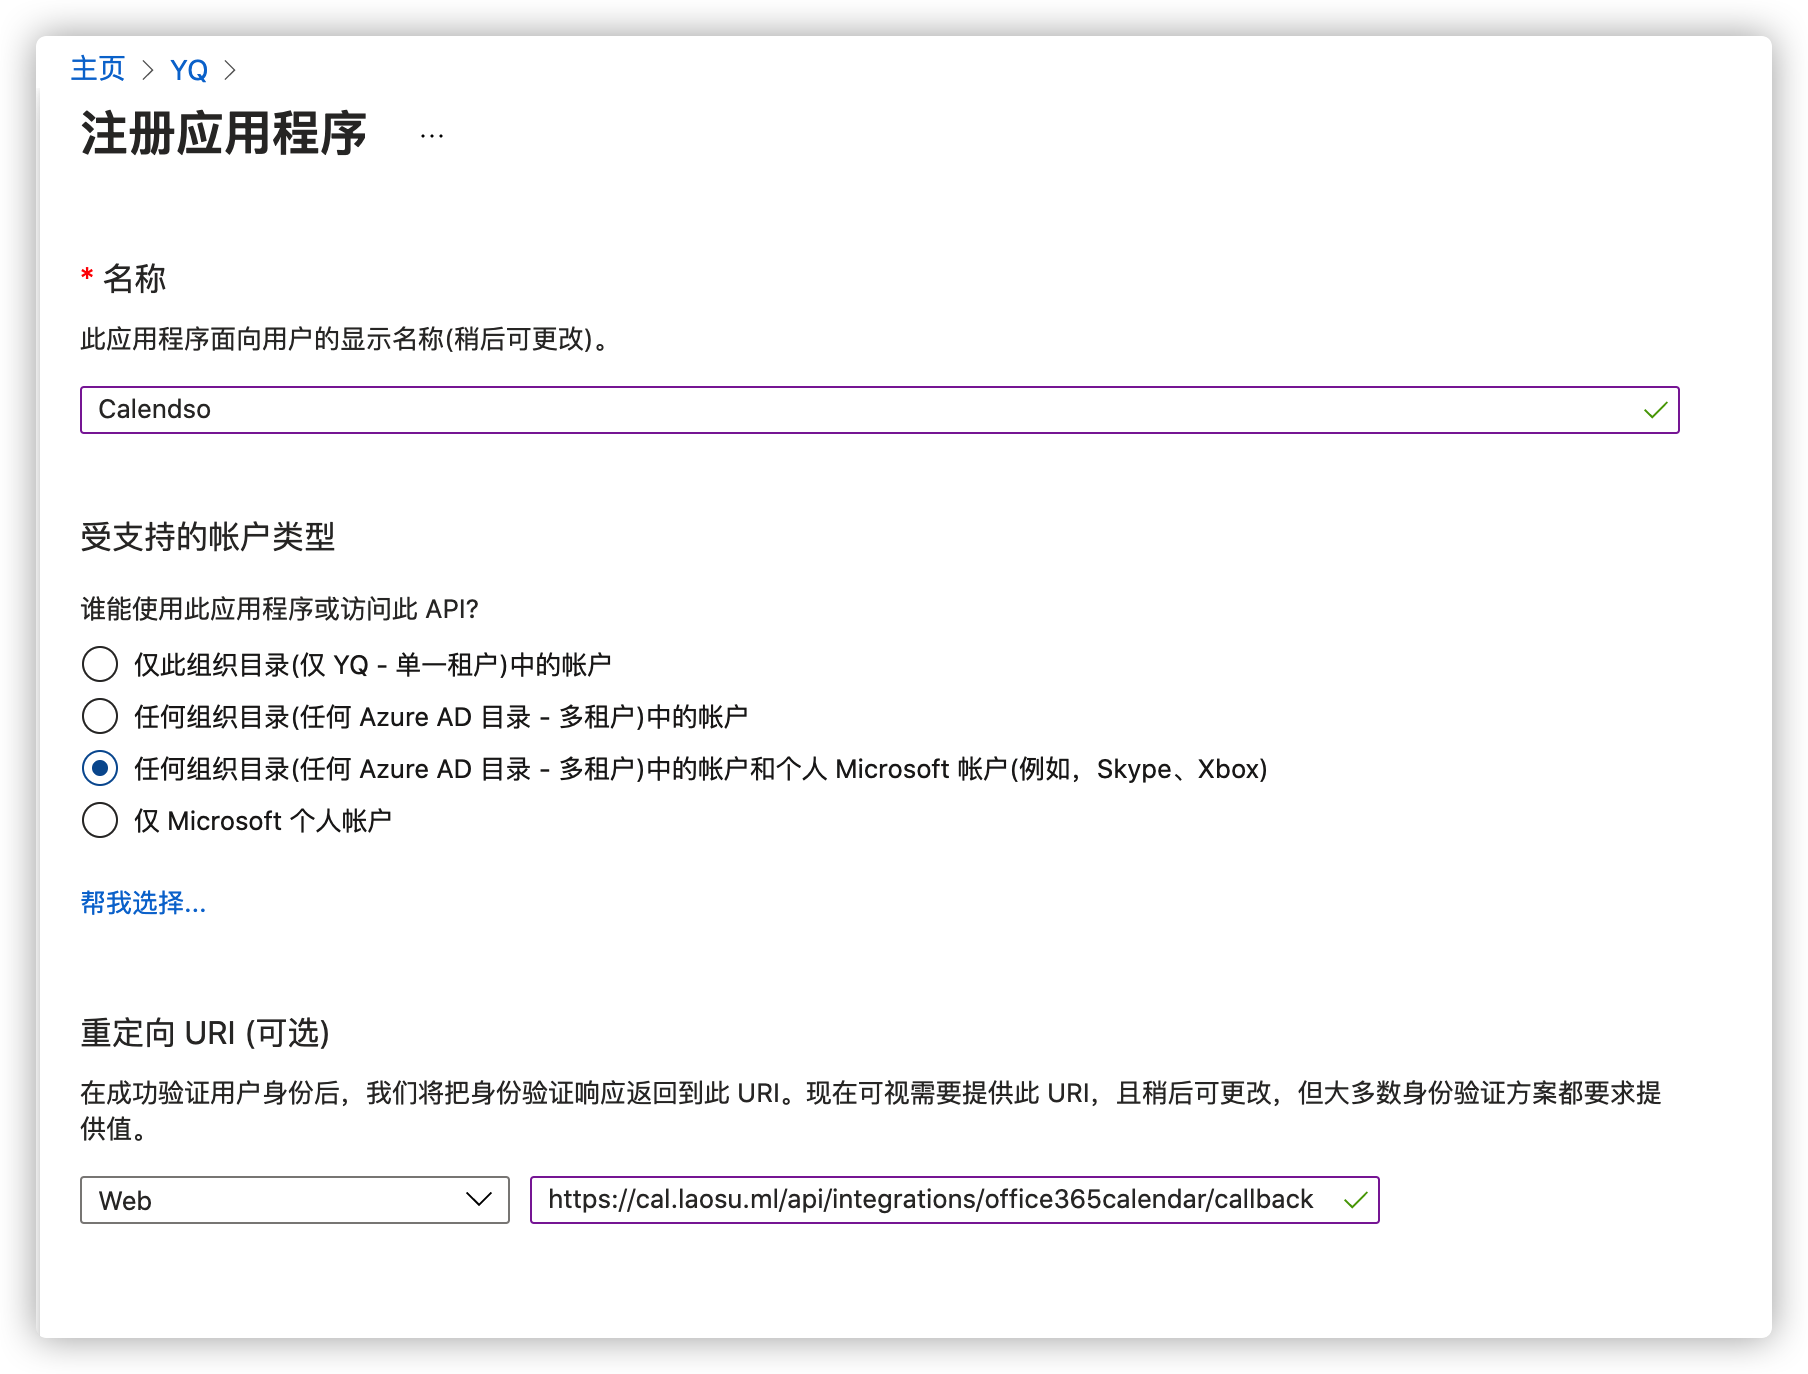 主页 > YQ >
注册应用程序 ...
* 名称
此应用程序面向用户的显示名称(稍后可更改)。
Calendso
受支持的帐户类型
谁能使用此应用程序或访问此 API?
仅此组织目录(仅 YQ - 单一租户)中的帐户
任何组织目录(任何 Azure AD 目录 - 多租户)中的帐户
任何组织目录(任何 Azure AD 目录 - 多租户)中的帐户和个人 Microsoft 帐户(例如，Skype、Xbox)
仅 Microsoft 个人帐户
帮我选择...
重定向 URI (可选)
在成功验证用户身份后，我们将把身份验证响应返回到此 URI。现在可视需要提供此 URI，且稍后可更改，但大多数身份验证方案都要求提
供值。
Web https://cal.laosu.ml/api/integrations/office365calendar/callback